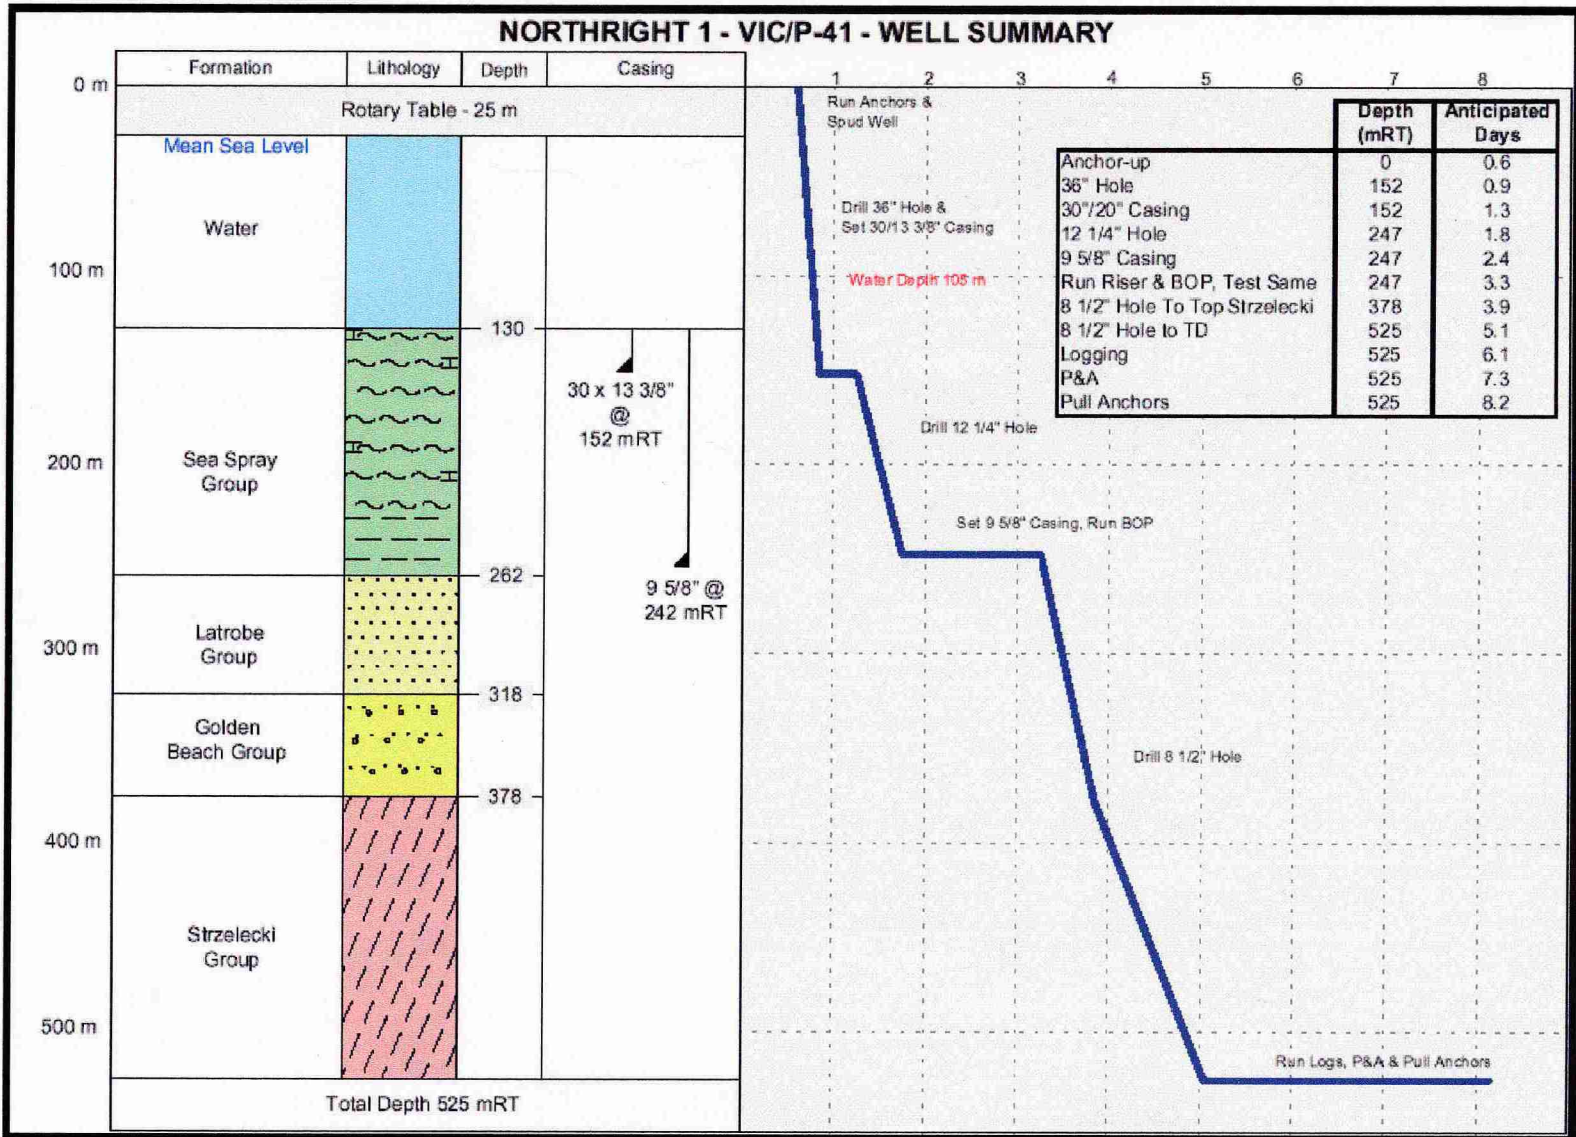 NORTHRIGHT 1 - VIC/P-41 - WELL SUMMARY
Formation Lithology Depth Casing
0 m
Rotary Table - 25 m
Mean Sea Level
Water
100 m
130
30 x 13 3/8"
@
152 mRT
200 m
Sea Spray
Group
262
9 5/8" @
242 mRT
Latrobe
Group
300 m
318
Golden
Beach Group
378
400 m
Strzelecki
Group
500 m
Total Depth 525 mRT
1 2 3 4 5 6 7 8
Run Anchors &
Spud Well
Drill 36" Hole &
Set 30/13 3/8" Casing
Water Depth 105 m
Drill 12 1/4" Hole
Set 9 5/8" Casing, Run BOP
Drill 8 1/2" Hole
Run Logs, P&A & Pull Anchors
Depth Anticipated
(mRT) Days
Anchor-up 0 0.6
36" Hole 152 0.9
30"/20" Casing 152 1.3
12 1/4" Hole 247 1.8
9 5/8" Casing 247 2.4
Run Riser & BOP, Test Same 247 3.3
8 1/2" Hole To Top Strzelecki 378 3.9
8 1/2" Hole to TD 525 5.1
Logging 525 6.1
P&A 525 7.3
Pull Anchors 525 8.2